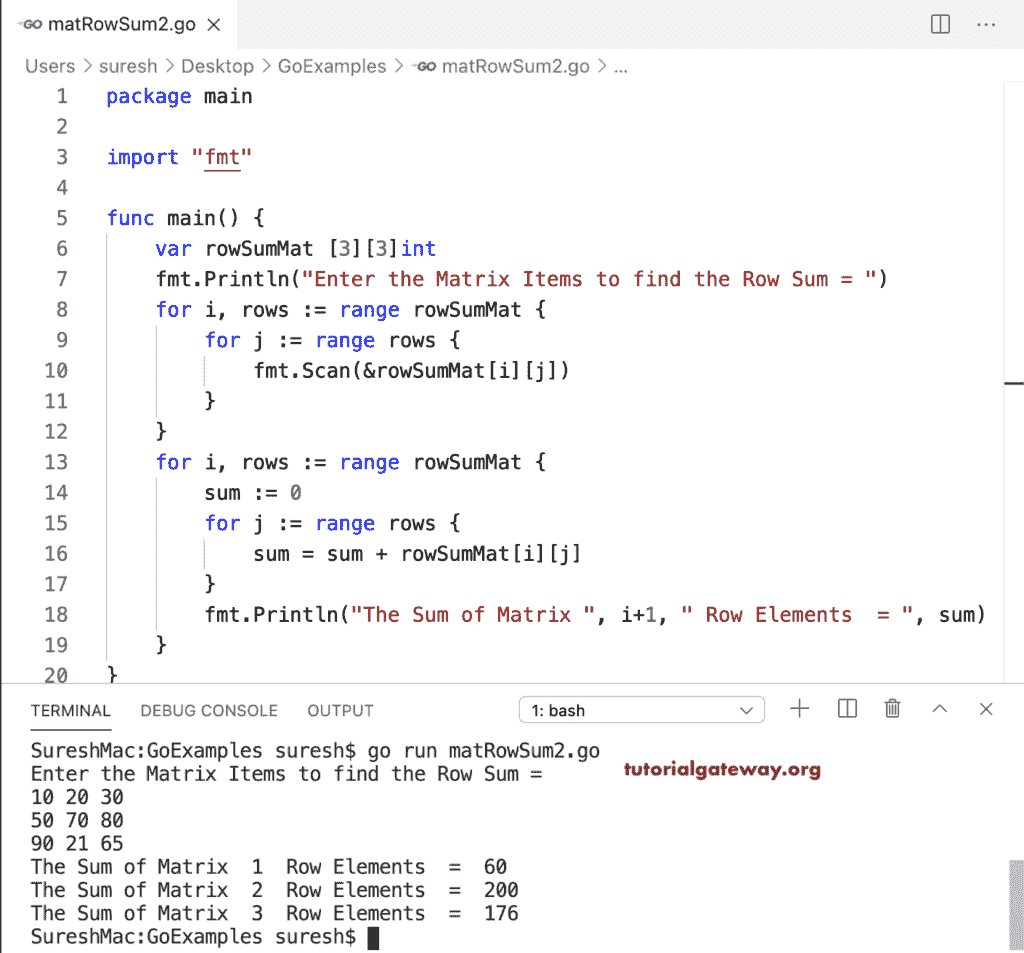 GO matRowSum2.go
Users > suresh > Desktop > GoExamples > GO matRowSum2.go > ...
1 package main
2
3 import "fmt"
4
5 func main() {
6     var rowSumMat [3][3]int
7     fmt.Println("Enter the Matrix Items to find the Row Sum = ")
8     for i, rows := range rowSumMat {
9         for j := range rows {
10             fmt.Scan(&rowSumMat[i][j])
11         }
12     }
13     for i, rows := range rowSumMat {
14         sum := 0
15         for j := range rows {
16             sum = sum + rowSumMat[i][j]
17         }
18         fmt.Println("The Sum of Matrix ", i+1, " Row Elements  = ", sum)
19     }
20 }
TERMINAL DEBUG CONSOLE OUTPUT 1: bash
SureshMac:GoExamples suresh$ go run matRowSum2.go
Enter the Matrix Items to find the Row Sum =
tutorialgateway.org
10 20 30
50 70 80
90 21 65
The Sum of Matrix  1  Row Elements  =  60
The Sum of Matrix  2  Row Elements  =  200
The Sum of Matrix  3  Row Elements  =  176
SureshMac:GoExamples suresh$